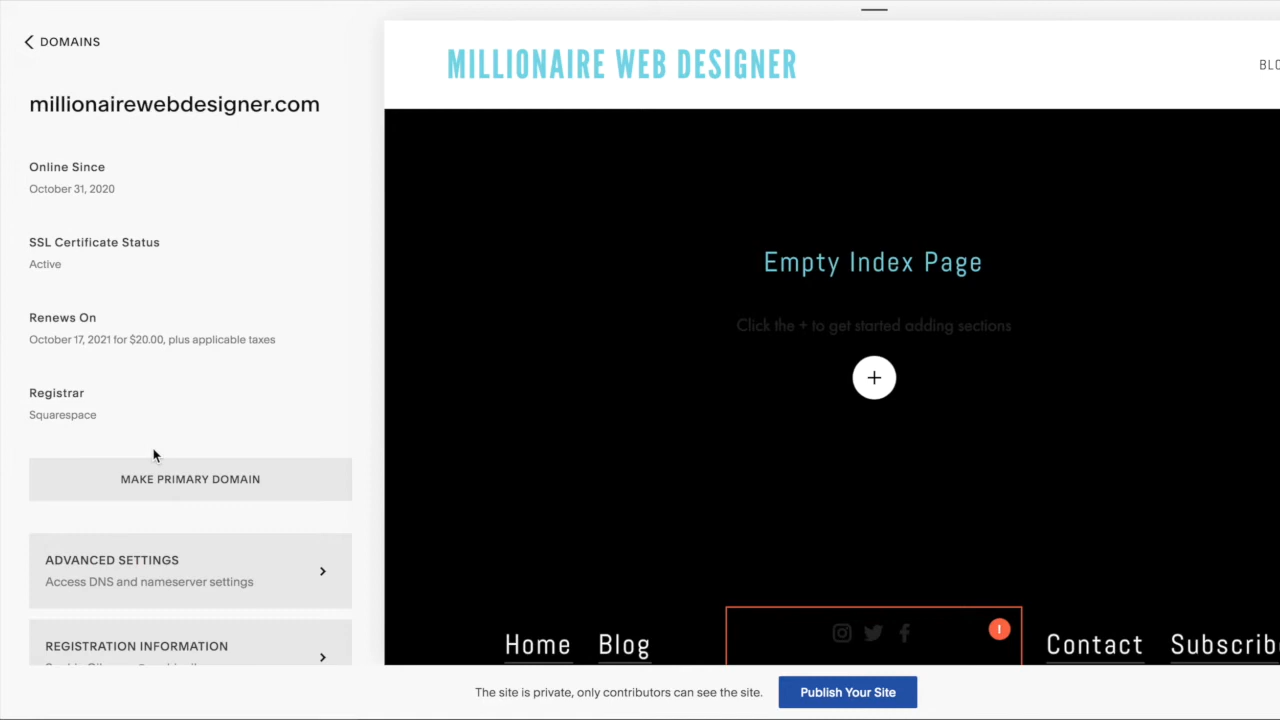 DOMAINS
millionairewebdesigner.com
Online Since
October 31, 2020
SSL Certificate Status
Active
Renews On
October 17, 2021 for $20.00, plus applicable taxes
Registrar
Squarespace
MAKE PRIMARY DOMAIN
ADVANCED SETTINGS
Access DNS and nameserver settings
REGISTRATION INFORMATION
MILLIONAIRE WEB DESIGNER
BLO
Empty Index Page
Click the + to get started adding sections
Home Blog
Contact Subscrib
The site is private, only contributors can see the site.
Publish Your Site